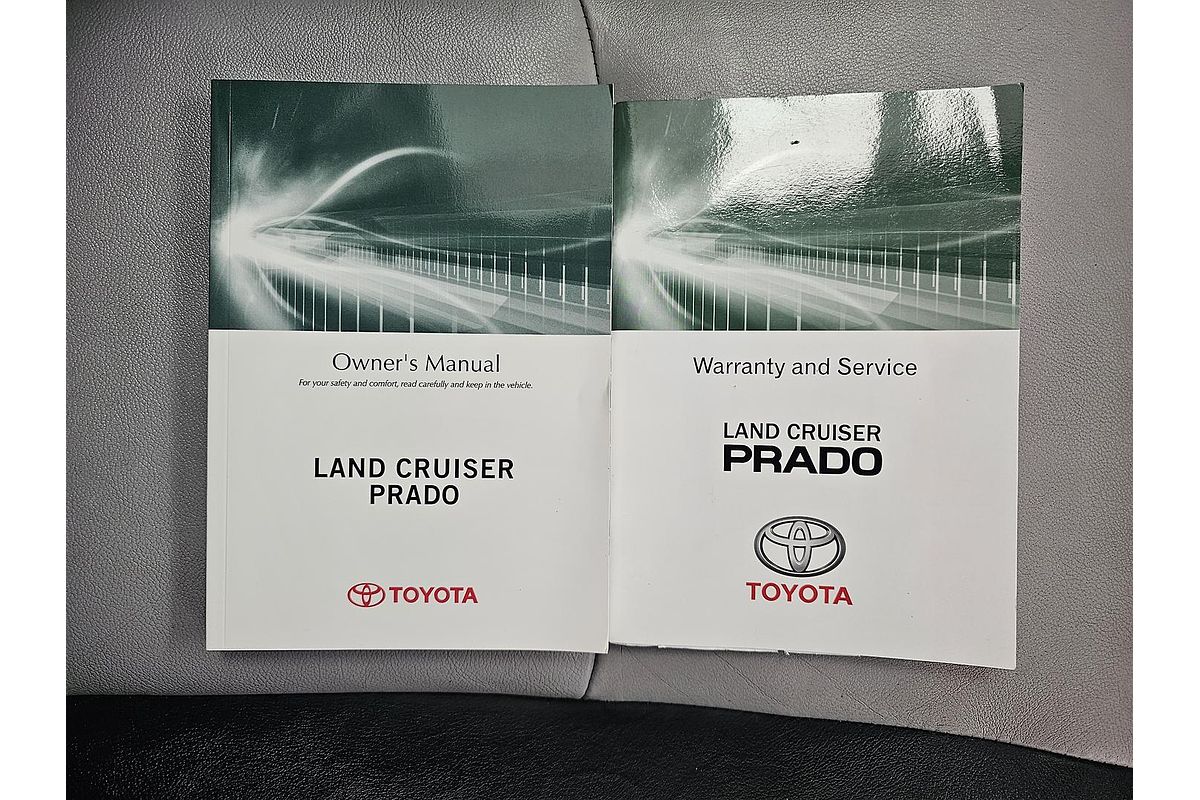 Owner's Manual
For your safety and comfort, read carefully and keep in the vehicle.
LAND CRUISER
PRADO
TOYOTA
Warranty and Service
LAND CRUISER
PRADO
TOYOTA